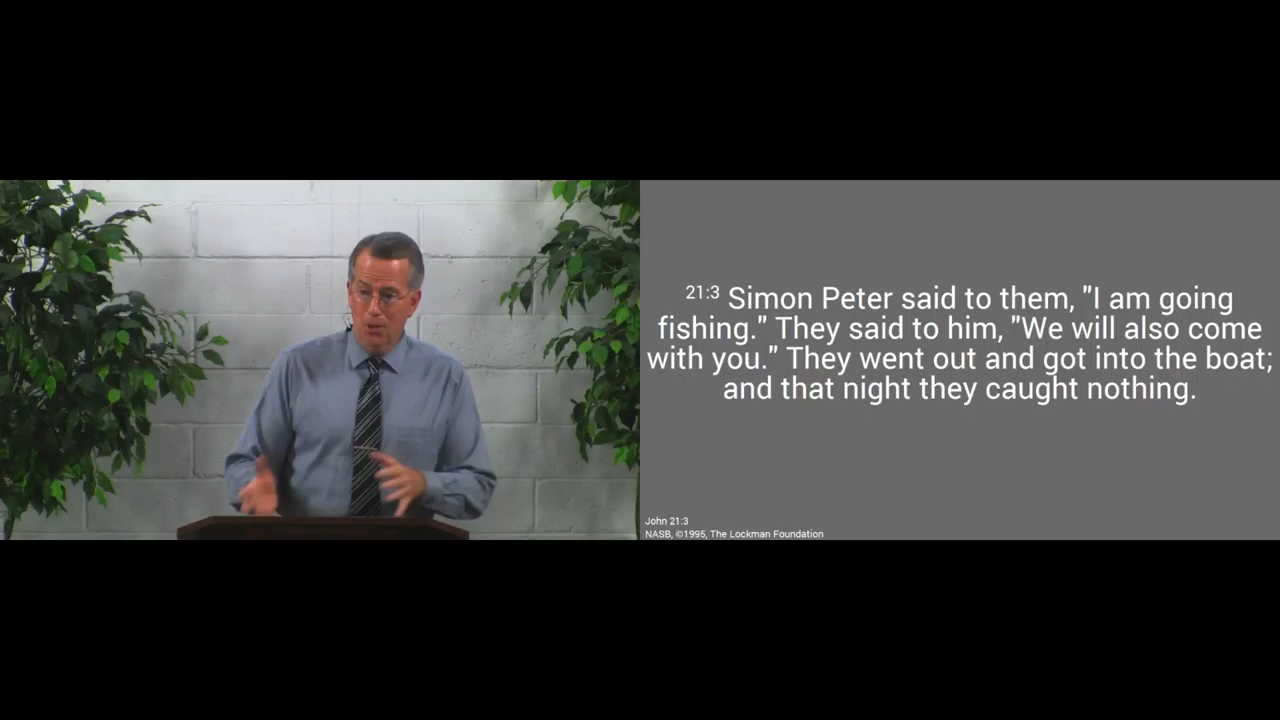 21:3 Simon Peter said to them, "I am going
fishing." They said to him, "We will also come
with you." They went out and got into the boat;
and that night they caught nothing.
John 21:3
NASB, ©1995, The Lockman Foundation